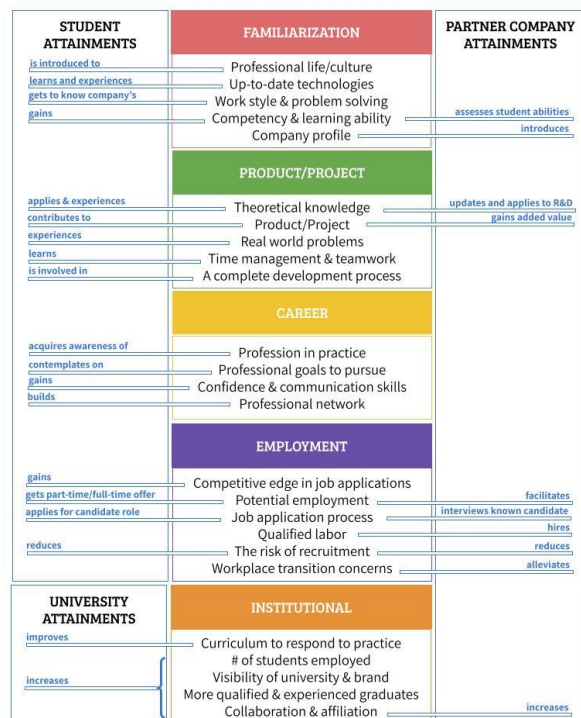 STUDENT
ATTAINMENTS
FAMILIARIZATION
PARTNER COMPANY
ATTAINMENTS
is introduced to
Professional life/culture
learns and experiences
Up-to-date technologies
gets to know company's
Work style & problem solving
gains
Competency & learning ability
assesses student abilities
Company profile
introduces
PRODUCT/PROJECT
applies & experiences
Theoretical knowledge
updates and applies to R&D
contributes to
Product/Project
gains added value
experiences
Real world problems
learns
Time management & teamwork
is involved in
A complete development process
CAREER
acquires awareness of
Profession in practice
contemplates on
Professional goals to pursue
gains
Confidence & communication skills
builds
Professional network
EMPLOYMENT
gains
Competitive edge in job applications
gets part-time/full-time offer
Potential employment
facilitates
applies for candidate role
Job application process
interviews known candidate
Qualified labor
hires
reduces
The risk of recruitment
reduces
Workplace transition concerns
alleviates
UNIVERSITY
ATTAINMENTS
INSTITUTIONAL
improves
Curriculum to respond to practice
# of students employed
increases
Visibility of university & brand
More qualified & experienced graduates
Collaboration & affiliation
increases